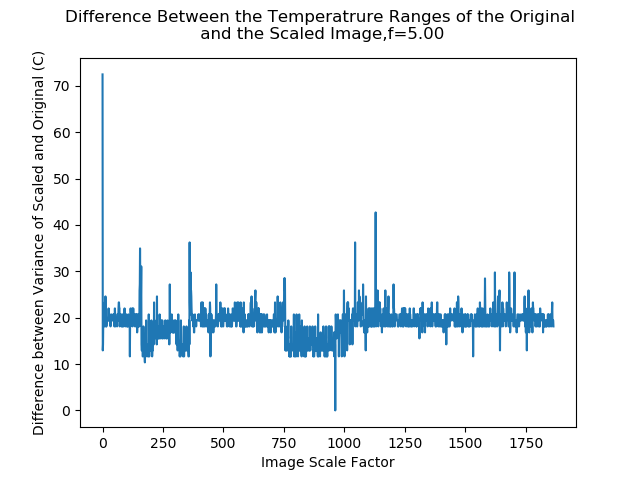 Difference Between the Temperatrure Ranges of the Original
and the Scaled Image,f=5.00
Difference between Variance of Scaled and Original (C)
70
60
50
40
30
20
10
0
0 250 500 750 1000 1250 1500 1750
Image Scale Factor